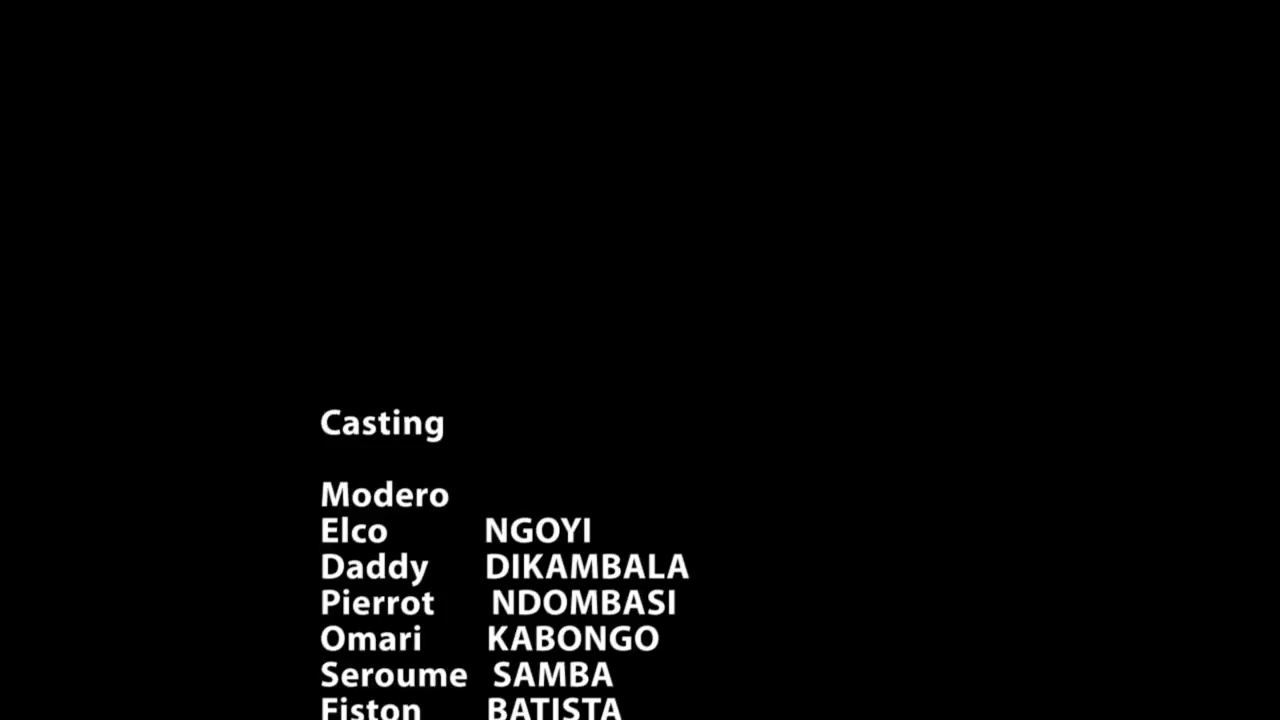 Casting
Modero
Elco NGOYI
Daddy DIKAMBALA
Pierrot NDOMBASI
Omari KABONGO
Seroume SAMBA
Fiston BATISTA